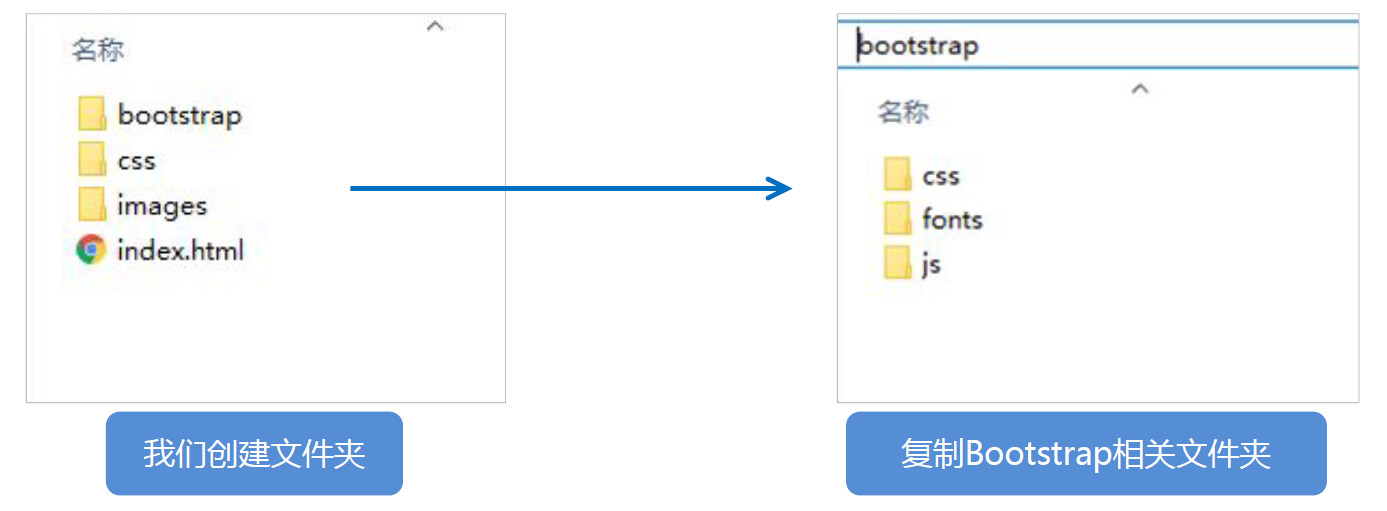 名称
bootstrap
css
images
index.html
我们创建文件夹
bootstrap
名称
css
fonts
js
复制Bootstrap相关文件夹